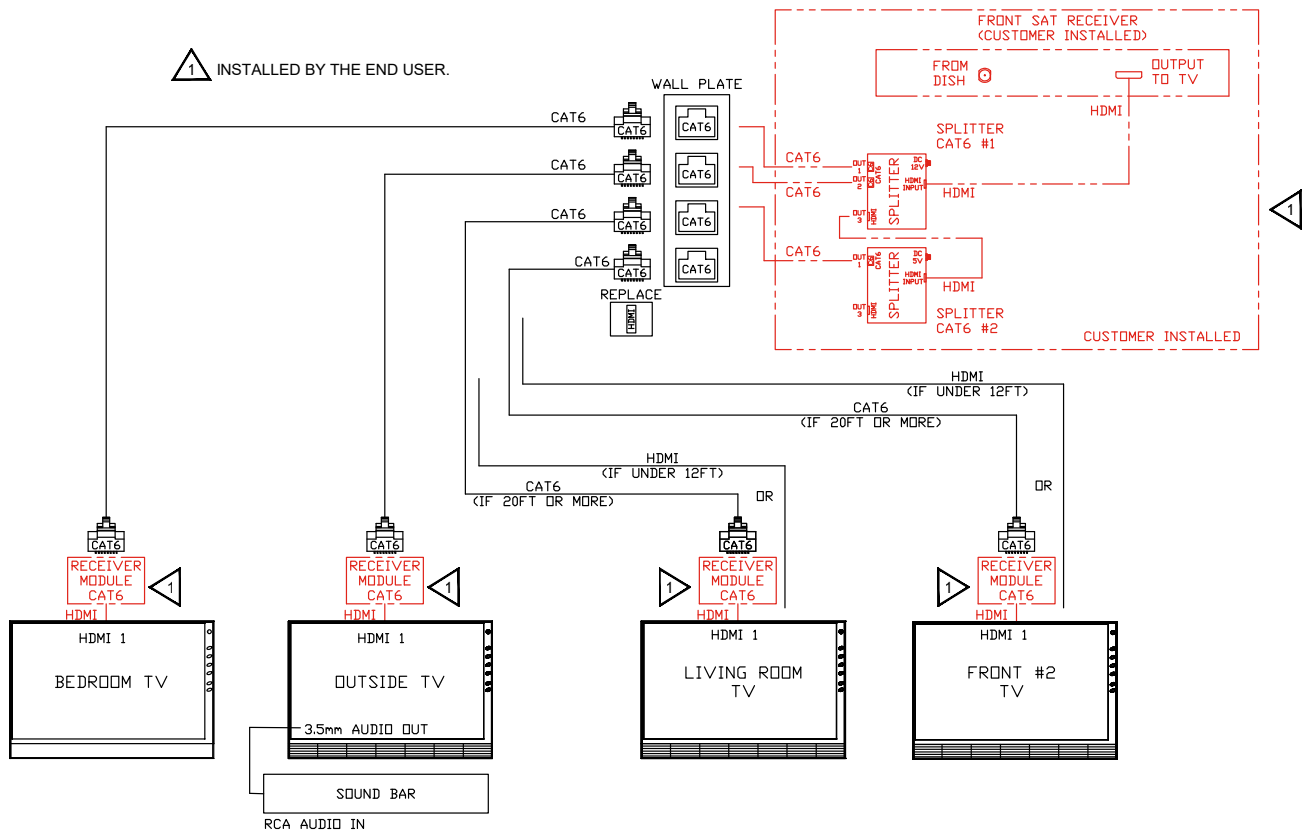 FRONT SAT RECEIVER
(CUSTOMER INSTALLED)
1 INSTALLED BY THE END USER.
FROM
DISH
OUTPUT
TO TV
HDMI
WALL PLATE
CAT6
CAT6
CAT6
CAT6
CAT6
CAT6
CAT6
CAT6
CAT6
CAT6
CAT6
CAT6
REPLACE
HDMI
CAT6
CAT6
CAT6
SPLITTER
CAT6 #1
OUT
1
CAT6
OUT
2
CAT6
OUT
3
HDMI
SPLITTER
DC
12V
HDMI
INPUT
HDMI
1
OUT
1
CAT6
OUT
3
HDMI
SPLITTER
DC
5V
HDMI
INPUT
HDMI
SPLITTER
CAT6 #2
CUSTOMER INSTALLED
HDMI
(IF UNDER 12FT)
CAT6
(IF 20FT OR MORE)
HDMI
(IF UNDER 12FT)
CAT6
(IF 20FT OR MORE)
OR
OR
CAT6
RECEIVER
MODULE
CAT6
1
HDMI
HDMI 1
BEDROOM TV
CAT6
RECEIVER
MODULE
CAT6
1
HDMI
HDMI 1
OUTSIDE TV
3.5mm AUDIO OUT
SOUND BAR
RCA AUDIO IN
CAT6
1
RECEIVER
MODULE
CAT6
HDMI
HDMI 1
LIVING ROOM
TV
CAT6
1
RECEIVER
MODULE
CAT6
HDMI
HDMI 1
FRONT #2
TV